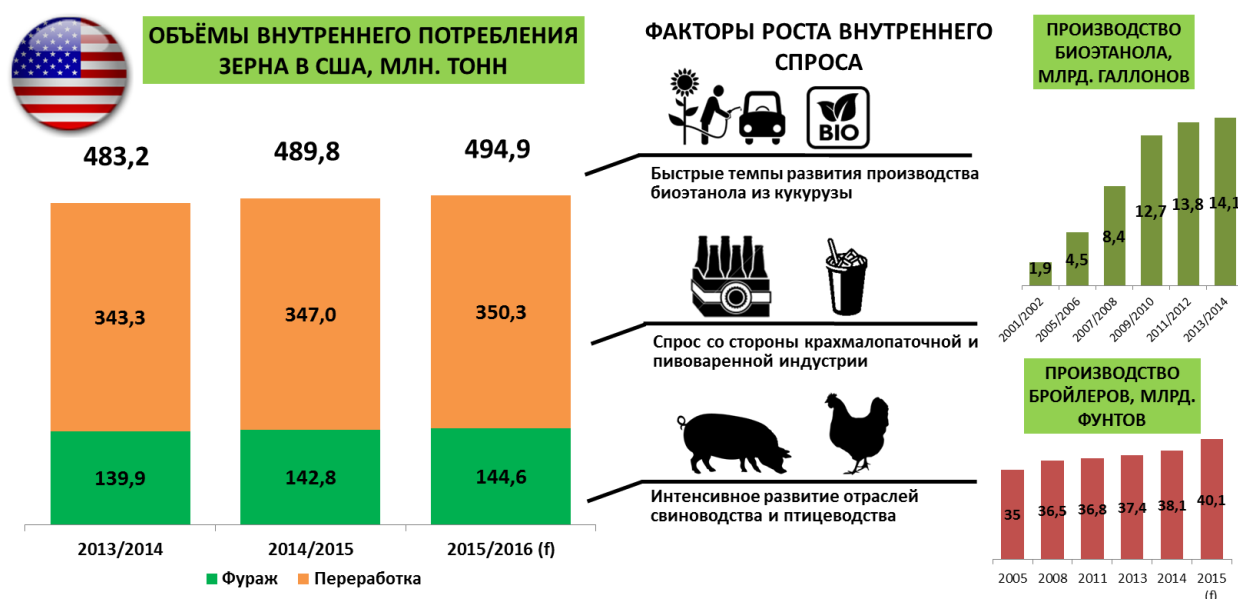 ОБЪЁМЫ ВНУТРЕННЕГО ПОТРЕБЛЕНИЯ
ЗЕРНА В США, МЛН. ТОНН
483,2
489,8
494,9
343,3
347,0
350,3
139,9
142,8
144,6
2013/2014
2014/2015
2015/2016 (f)
Фураж
Переработка
ФАКТОРЫ РОСТА ВНУТРЕННЕГО
СПРОСА
BIO
Быстрые темпы развития производства
биоэтанола из кукурузы
Спрос со стороны крахмалопаточной и
пивоваренной индустрии
Интенсивное развитие отраслей
свиноводства и птицеводства
ПРОИЗВОДСТВО
БИОЭТАНОЛА,
МЛРД. ГАЛЛОНОВ
1,9
4,5
8,4
12,7
13,8
14,1
2001/2002
2005/2006
2007/2008
2009/2010
2011/2012
2013/2014
ПРОИЗВОДСТВО
БРОЙЛЕРОВ, МЛРД.
ФУНТОВ
35
36,5
36,8
37,4
38,1
40,1
2005
2008
2011
2013
2014
2015
(f)